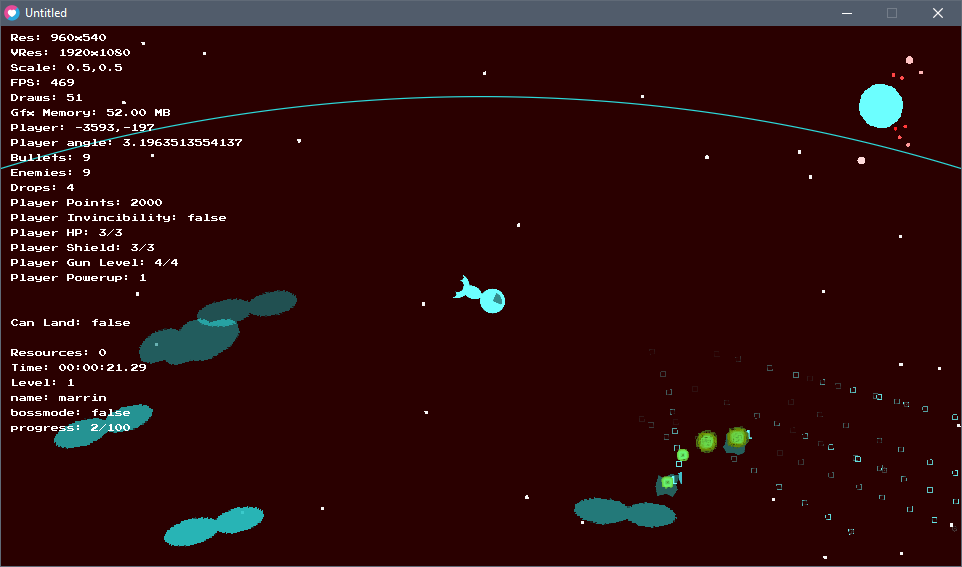 Untitled
Res: 960x540
VRes: 1920x1080
Scale: 0.5,0.5
FPS: 469
Draws: 51
Gfx Memory: 52.00 MB
Player: -3593,-197
Player angle: 3.1963513554137
Bullets: 9
Enemies: 9
Drops: 4
Player Points: 2000
Player Invincibility: false
Player HP: 3/3
Player Shield: 3/3
Player Gun Level: 4/4
Player Powerup: 1
Can Land: false
Resources: 0
Time: 00:00:21.29
Level: 1
name: marrin
bossmode: false
progress: 2/100
1
1